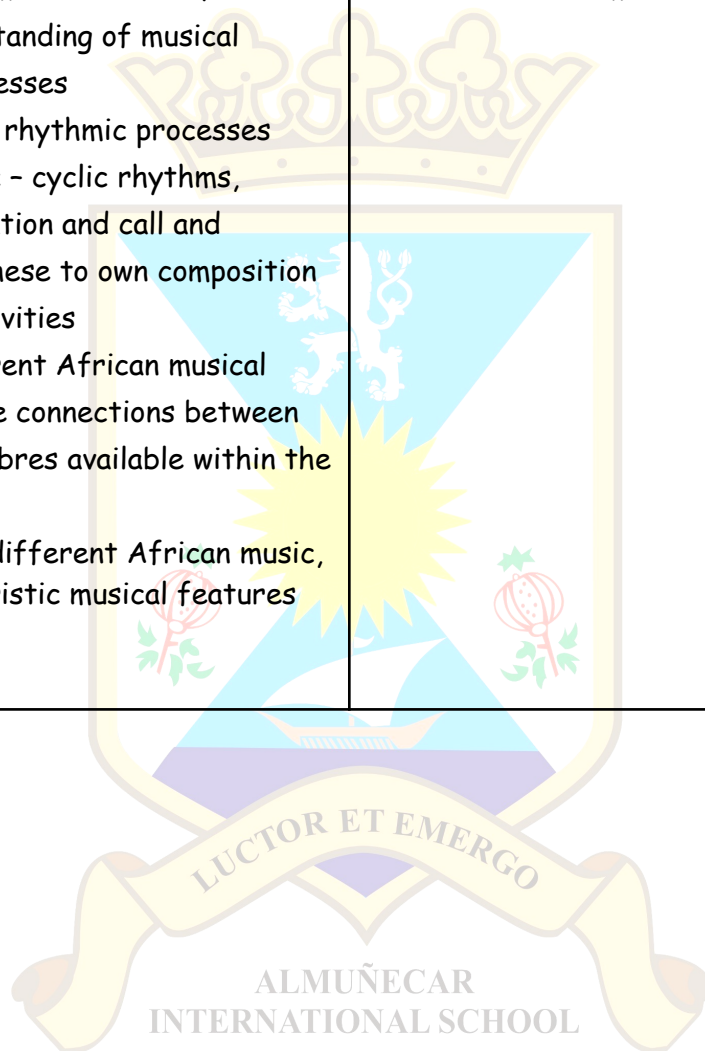 tanding of musical
esses
rhythmic processes
– cyclic rhythms,
tion and call and
nese to own composition
vities
ent African musical
e connections between
bres available within the
different African music,
istic musical features
LUCTOR ET EMERGO
ALMUÑECAR
INTERNATIONAL SCHOOL